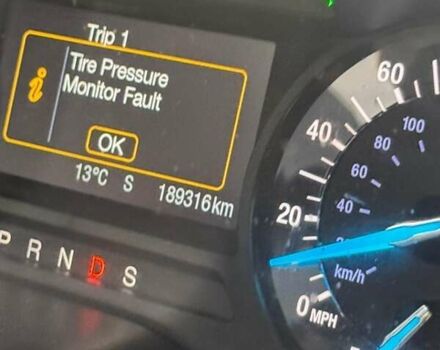 Trip 1
Tire Pressure
Monitor Fault
OK
13°C S 189316km
P R N D S
60
40
20
0 MPH
100
80
60
40
km/h